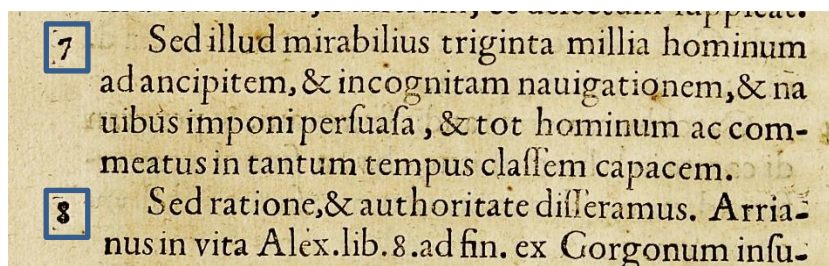 7 Sed illud mirabilius triginta millia hominum
ad ancipitem, & incognitam nauigationem, & na
uibus imponi perſuaſa, & tot hominum ac com-
meatus in tantum tempus claſſem capacem.
8 Sed ratione, & authoritate diſſeramus. Arria-
nus in vita Alex. lib. 8. ad fin. ex Gorgonum inſu-